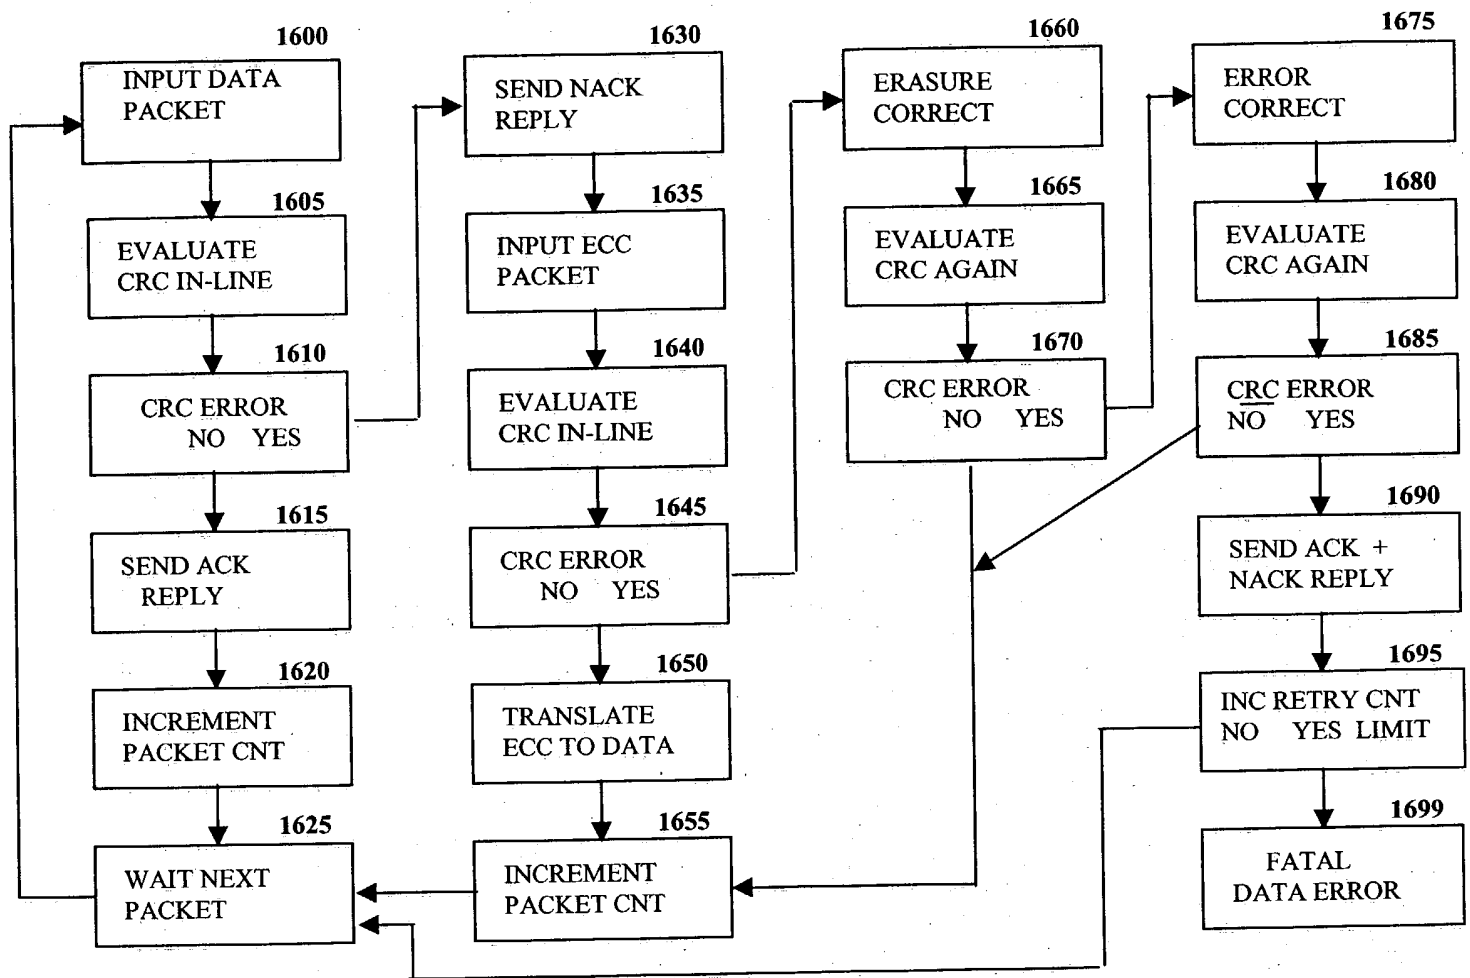 1600
INPUT DATA
PACKET
1605
EVALUATE
CRC IN-LINE
1610
CRC ERROR
NO YES
1615
SEND ACK
REPLY
1620
INCREMENT
PACKET CNT
1625
WAIT NEXT
PACKET
1630
SEND NACK
REPLY
1635
INPUT ECC
PACKET
1640
EVALUATE
CRC IN-LINE
1645
CRC ERROR
NO YES
1650
TRANSLATE
ECC TO DATA
1655
INCREMENT
PACKET CNT
1660
ERASURE
CORRECT
1665
EVALUATE
CRC AGAIN
1670
CRC ERROR
NO YES
1675
ERROR
CORRECT
1680
EVALUATE
CRC AGAIN
1685
CRC ERROR
NO YES
1690
SEND ACK +
NACK REPLY
1695
INC RETRY CNT
NO YES LIMIT
1699
FATAL
DATA ERROR